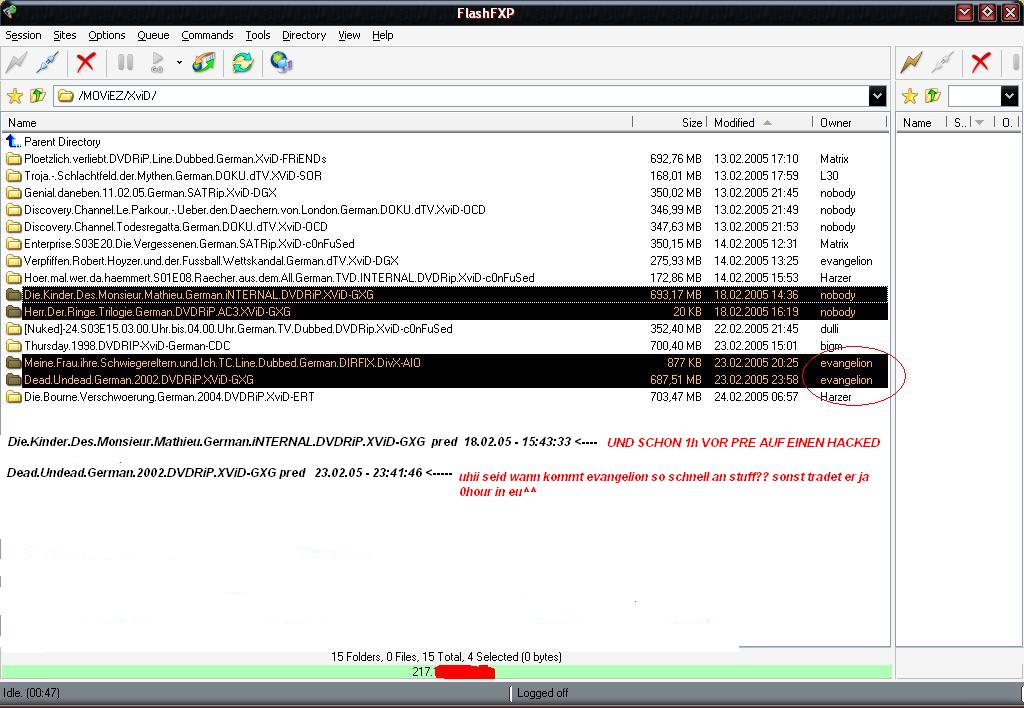 FlashFXP
Session Sites Options Queue Commands Tools Directory View Help
/MOViEZ/XviD/
Name Size Modified Owner Name S.. O.
Parent Directory
Ploetzlich.verliebt.DVDRiP.Line.Dubbed.German.XviD-FRiENDs 692,76 MB 13.02.2005 17:10 Matrix
Troja.-.Schlachtfeld.der.Mythen.German.DOKU.dTV.XViD-SOR 168,01 MB 13.02.2005 17:59 L30
Genial.daneben.11.02.05.German.SATRip.XviD-DGX 350,02 MB 13.02.2005 21:45 nobody
Discovery.Channel.Le.Parkour.-.Ueber.den.Daechern.von.London.German.DOKU.dTV.XviD-OCD 346,99 MB 13.02.2005 21:49 nobody
Discovery.Channel.Todesregatta.German.DOKU.dTV.XviD-OCD 347,63 MB 13.02.2005 21:53 nobody
Enterprise.S03E20.Die.Vergessenen.German.SATRip.XviD-c0nFuSed 350,15 MB 14.02.2005 12:31 Matrix
Verpfiffen.Robert.Hoyzer.und.der.Fussball.Wettskandal.German.dTV.XviD-DGX 275,93 MB 14.02.2005 13:25 evangelion
Hoer.mal.wer.da.haemmert.S01E08.Raecher.aus.dem.All.German.TVD.INTERNAL.DVDRip.XviD-c0nFuSed 172,86 MB 14.02.2005 15:53 Harzer
Die.Kinder.Des.Monsieur.Mathieu.German.iNTERNAL.DVDRiP.XViD-GXG 693,17 MB 18.02.2005 14:36 nobody
Herr.Der.Ringe.Trilogie.German.DVDRiP.AC3.XViD-GXG 20 KB 18.02.2005 16:19 nobody
[Nuked]-24.S03E15.03.00.Uhr.bis.04.00.Uhr.German.TV.Dubbed.DVDRip.XviD-c0nFuSed 352,40 MB 22.02.2005 21:45 dulli
Thursday.1998.DVDRIP-XviD-German-CDC 700,40 MB 23.02.2005 15:01 bigm
Meine.Frau.ihre.Schwiegereltern.und.Ich.TC.Line.Dubbed.German.DIRFIX.DivX-AIO 877 KB 23.02.2005 20:25 evangelion
Dead.Undead.German.2002.DVDRiP.XViD-GXG 687,51 MB 23.02.2005 23:58 evangelion
Die.Bourne.Verschwoerung.German.2004.DVDRiP.XviD-ERT 703,47 MB 24.02.2005 06:57 Harzer
Die.Kinder.Des.Monsieur.Mathieu.German.iNTERNAL.DVDRiP.XViD-GXG pred 18.02.05 - 15:43:33 <---- UND SCHON 1h VOR PRE AUF EINEN HACKED
Dead.Undead.German.2002.DVDRiP.XViD-GXG pred 23.02.05 - 23:41:46 <----- uhii seid wann kommt evangelion so schnell an stuff?? sonst tradet er ja
0hour in eu^^
15 Folders, 0 Files, 15 Total, 4 Selected (0 bytes)
217.
Idle. (00:47) Logged off